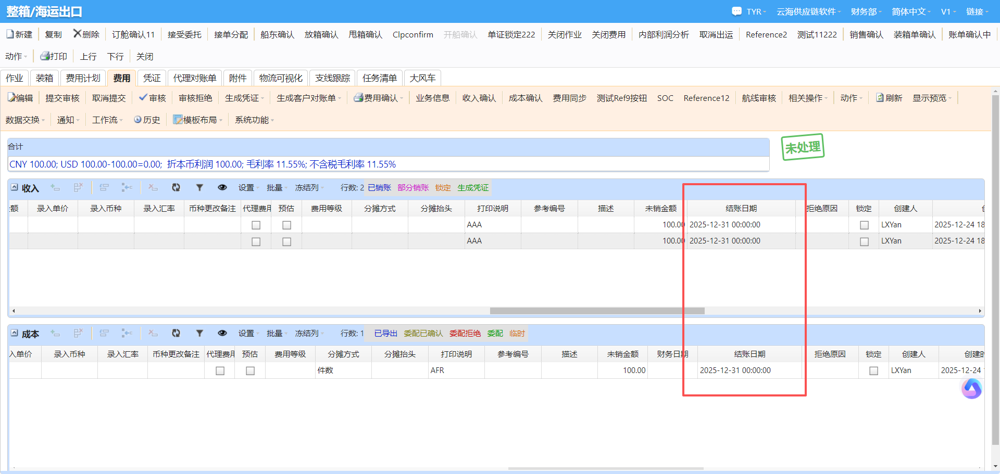 整箱/海运出口 TYR 云海供应链软件 财务部 简体中文 V1 链接
新建 复制 删除 订舱确认11 接受委托 接单分配 船东确认 放箱确认 甩箱确认 Clpconfirm 开船确认 单证锁定222 关闭作业 关闭费用 内部利润分析 取消出运 Reference2 测试11222 销售确认 装箱单确认 账单确认中
动作 打印 上行 下行 关闭
作业 装箱 费用计划 费用 凭证 代理对账单 附件 物流可视化 支线跟踪 任务清单 大风车
编辑 提交审核 取消提交 审核 审核拒绝 生成凭证 生成客户对账单 费用确认 业务信息 收入确认 成本确认 费用同步 测试Ref9按钮 SOC Reference12 航线审核 相关操作 动作 刷新 显示预览
数据交换 通知 工作流 历史 模板布局 系统功能
合计
未处理
CNY 100.00; USD 100.00-100.00=0.00; 折本币利润 100.00; 毛利率 11.55%; 不含税毛利率 11.55%
收入 设置 批量 冻结列 行数: 2 已销账 部分销账 锁定 生成凭证
额 录入单价 录入币种 录入汇率 币种更改备注 代理费用 预估 费用等级 分摊方式 分摊抬头 打印说明 参考编号 描述 未销金额 结账日期 拒绝原因 锁定 创建人
AAA 100.00 2025-12-31 00:00:00 LXYan 2025-12-24 18
AAA 100.00 2025-12-31 00:00:00 LXYan 2025-12-24 18
成本 设置 批量 冻结列 行数: 1 已导出 委配已确认 委配拒绝 委配 临时
入单价 录入币种 录入汇率 币种更改备注 代理费用 预估 费用等级 分摊方式 分摊抬头 打印说明 参考编号 描述 未销金额 财务日期 结账日期 拒绝原因 锁定 创建人 创建时
件数 AFR 100.00 2025-12-31 00:00:00 LXYan 2025-12-24